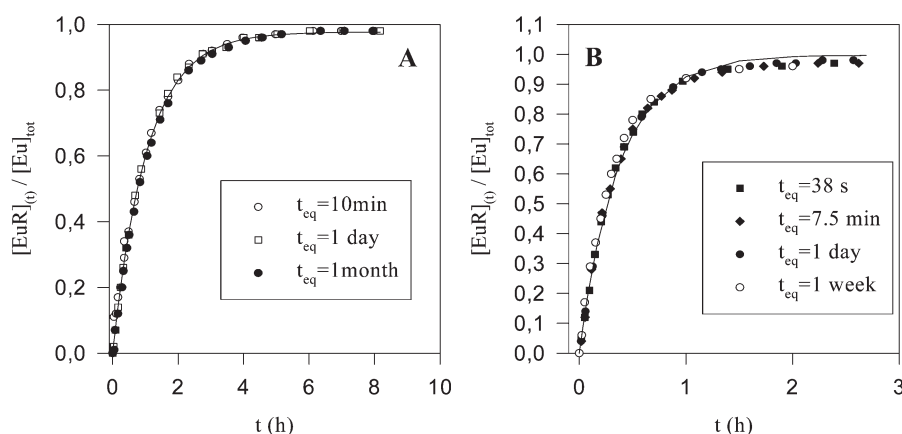 A
[EuR](t) / [Eu]tot
1,0
0,8
0,6
0,4
0,2
0,0
teq=10min
teq=1 day
teq=1month
0 2 4 6 8 10
t (h)
B
[EuR](t) / [Eu]tot
1,1
1,0
0,9
0,8
0,7
0,6
0,5
0,4
0,3
0,2
0,1
0,0
teq=38 s
teq=7.5 min
teq=1 day
teq=1 week
0 1 2 3
t (h)